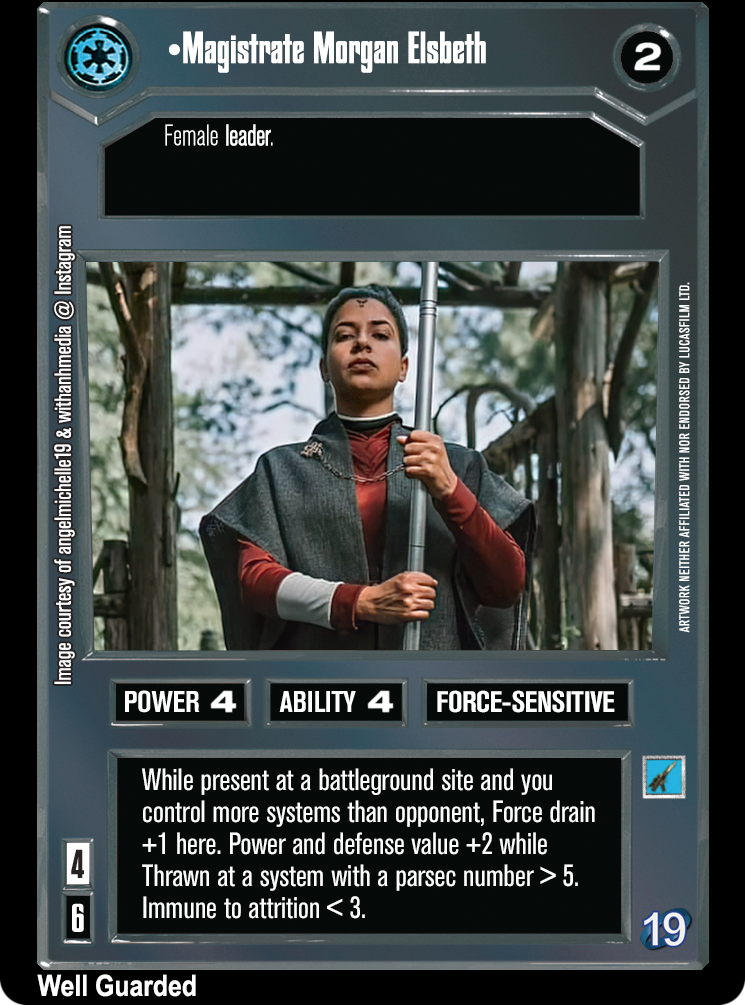 •Magistrate Morgan Elsbeth
2
Female leader.
Image courtesy of angelmichelle19 & withanhmedia @ Instagram
ARTWORK NEITHER AFFILIATED WITH NOR ENDORSED BY LUCASFILM LTD.
POWER 4
ABILITY 4
FORCE-SENSITIVE
While present at a battleground site and you
control more systems than opponent, Force drain
+1 here. Power and defense value +2 while
Thrawn at a system with a parsec number > 5.
Immune to attrition < 3.
4
6
19
Well Guarded